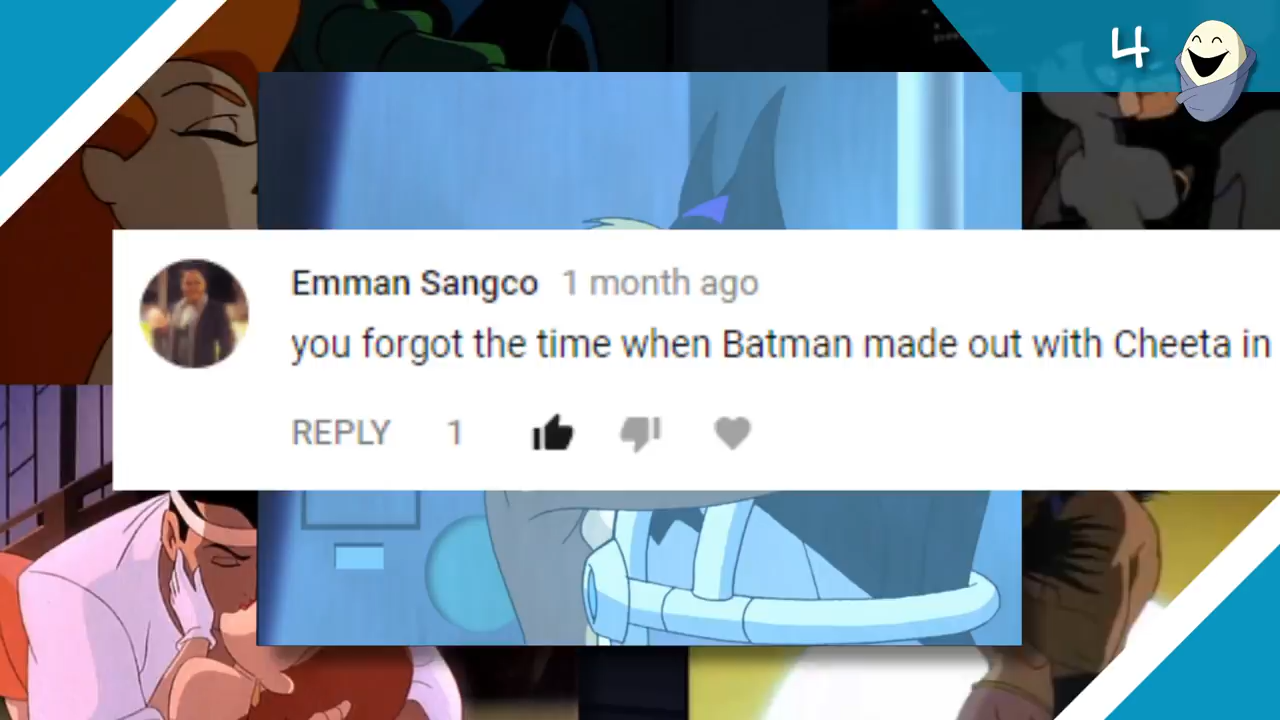 4
Emman Sangco 1 month ago
you forgot the time when Batman made out with Cheeta in
REPLY 1